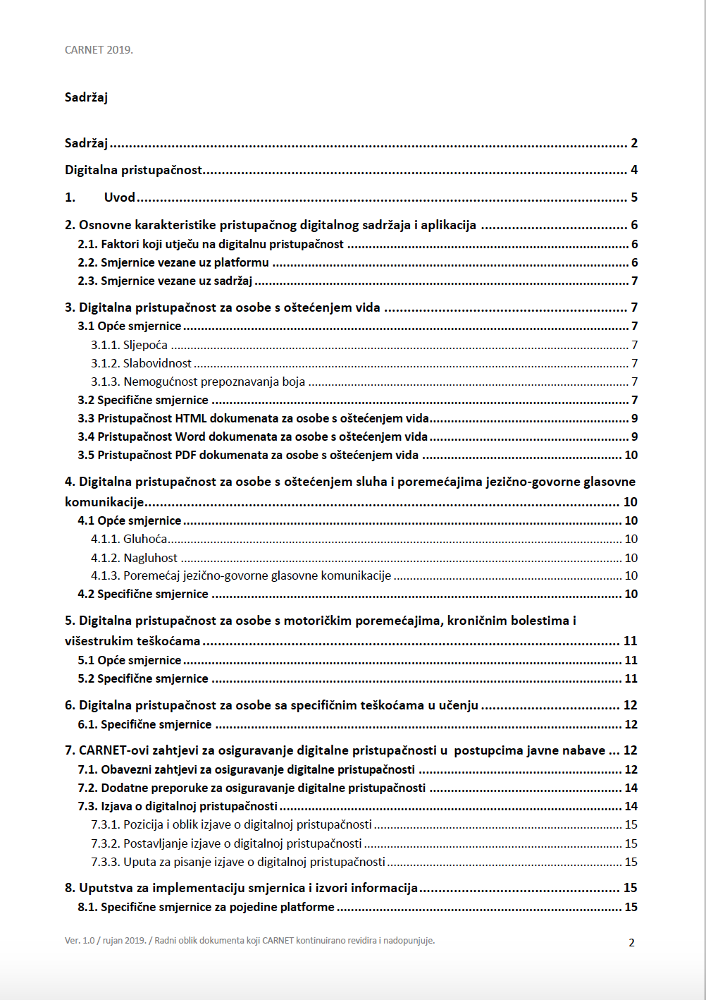 CARNET 2019.
Sadržaj
Sadržaj ........ 2
Digitalna pristupačnost ........ 4
1. Uvod ........ 5
2. Osnovne karakteristike pristupačnog digitalnog sadržaja i aplikacija ........ 6
2.1. Faktori koji utječu na digitalnu pristupačnost ........ 6
2.2. Smjernice vezane uz platformu ........ 6
2.3. Smjernice vezane uz sadržaj ........ 7
3. Digitalna pristupačnost za osobe s oštećenjem vida ........ 7
3.1 Opće smjernice ........ 7
3.1.1. Sljepoća ........ 7
3.1.2. Slabovidnost ........ 7
3.1.3. Nemogućnost prepoznavanja boja ........ 7
3.2 Specifične smjernice ........ 7
3.3 Pristupačnost HTML dokumenata za osobe s oštećenjem vida ........ 9
3.4 Pristupačnost Word dokumenata za osobe s oštećenjem vida ........ 9
3.5 Pristupačnost PDF dokumenata za osobe s oštećenjem vida ........ 10
4. Digitalna pristupačnost za osobe s oštećenjem sluha i poremećajima jezično-govorne glasovne
komunikacije ........ 10
4.1 Opće smjernice ........ 10
4.1.1. Gluhoća ........ 10
4.1.2. Nagluhost ........ 10
4.1.3. Poremećaj jezično-govorne glasovne komunikacije ........ 10
4.2 Specifične smjernice ........ 10
5. Digitalna pristupačnost za osobe s motoričkim poremećajima, kroničnim bolestima i
višestrukim teškoćama ........ 11
5.1 Opće smjernice ........ 11
5.2 Specifične smjernice ........ 11
6. Digitalna pristupačnost za osobe sa specifičnim teškoćama u učenju ........ 12
6.1. Specifične smjernice ........ 12
7. CARNET-ovi zahtjevi za osiguravanje digitalne pristupačnosti u postupcima javne nabave ... 12
7.1. Obavezni zahtjevi za osiguravanje digitalne pristupačnosti ........ 12
7.2. Dodatne preporuke za osiguravanje digitalne pristupačnosti ........ 14
7.3. Izjava o digitalnoj pristupačnosti ........ 14
7.3.1. Pozicija i oblik izjave o digitalnoj pristupačnosti ........ 15
7.3.2. Postavljanje izjave o digitalnoj pristupačnosti ........ 15
7.3.3. Uputa za pisanje izjave o digitalnoj pristupačnosti ........ 15
8. Uputstva za implementaciju smjernica i izvori informacija ........ 15
8.1. Specifične smjernice za pojedine platforme ........ 15
Ver. 1.0 / rujan 2019. / Radni oblik dokumenta koji CARNET kontinuirano revidira i nadopunjuje.
2